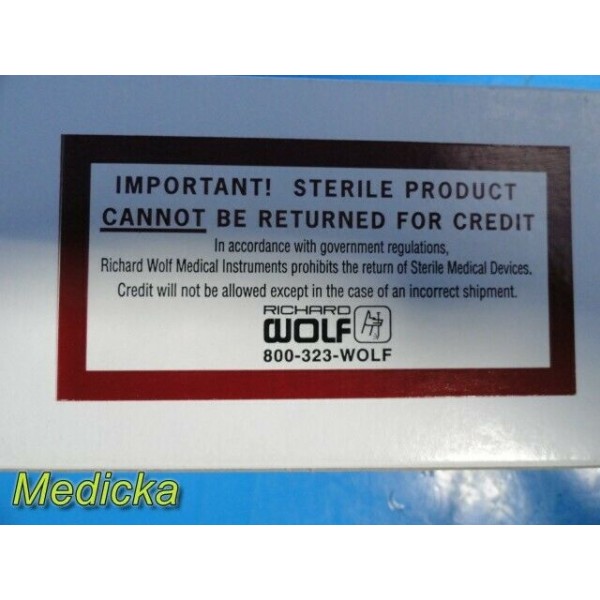 IMPORTANT! STERILE PRODUCT
CANNOT BE RETURNED FOR CREDIT
In accordance with government regulations,
Richard Wolf Medical Instruments prohibits the return of Sterile Medical Devices.
Credit will not be allowed except in the case of an incorrect shipment.
RICHARD
WOLF
800-323-WOLF
Medicka